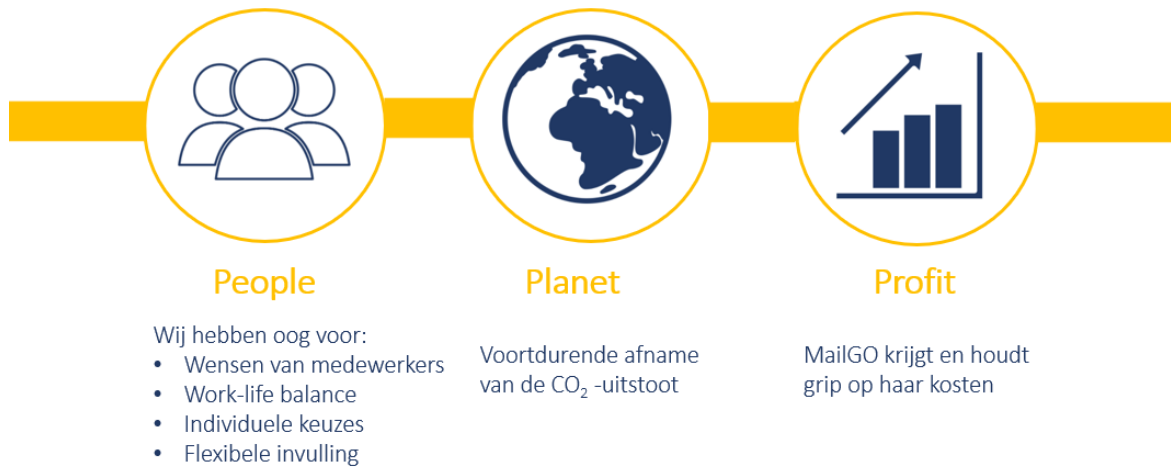 People
Wij hebben oog voor:
• Wensen van medewerkers
• Work-life balance
• Individuele keuzes
• Flexibele invulling
Planet
Voortdurende afname
van de CO₂ -uitstoot
Profit
MailGO krijgt en houdt
grip op haar kosten